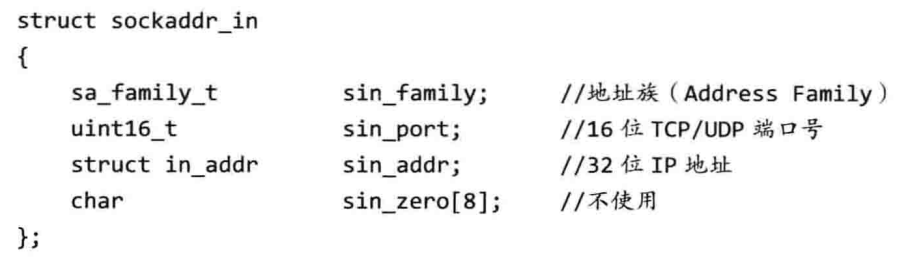 struct sockaddr_in
{
    sa_family_t        sin_family;      //地址族（Address Family）
    uint16_t           sin_port;        //16 位 TCP/UDP 端口号
    struct in_addr     sin_addr;        //32 位 IP 地址
    char               sin_zero[8];     //不使用
};